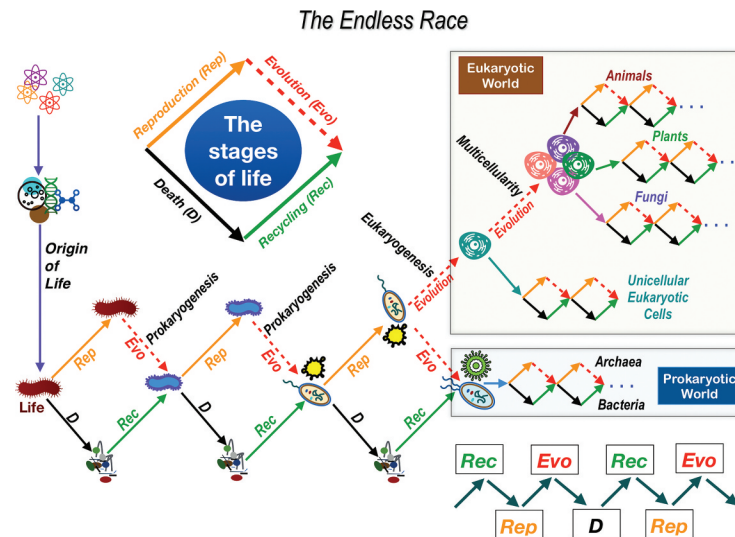 The Endless Race
Reproduction (Rep)
Evolution (Evo)
The
stages
of life
Death (D)
Recycling (Rec)
Origin
of
Life
Life
Rep
Evo
Prokaryogenesis
D
Rec
Rep
Evo
Prokaryogenesis
D
Rec
Rep
Evo
D
Rec
Eukaryogenesis
Evolution
Multicellularity
Evolution
Eukaryotic
World
Animals
Plants
Fungi
Unicellular
Eukaryotic
Cells
Archaea
Bacteria
Prokaryotic
World
Rec
Evo
Rec
Evo
Rep
D
Rep